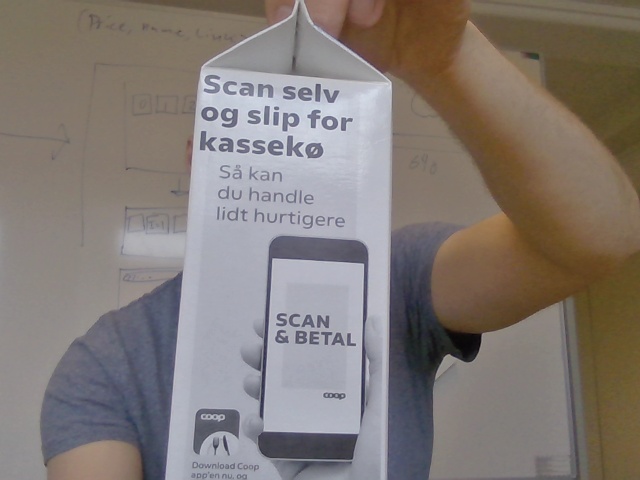 Scan selv
og slip for
kassekø
Så kan
du handle
lidt hurtigere
SCAN
& BETAL
coop
coop
Download Coop
app'en nu, og